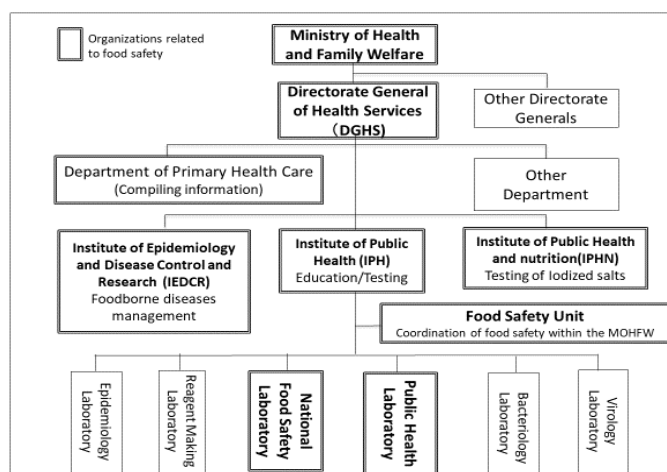 Organizations related
to food safety
Ministry of Health
and Family Welfare
Directorate General
of Health Services
(DGHS)
Other Directorate
Generals
Department of Primary Health Care
(Compiling information)
Other
Department
Institute of Epidemiology
and Disease Control and
Research (IEDCR)
Foodborne diseases
management
Institute of Public
Health (IPH)
Education/Testing
Institute of Public Health
and nutrition(IPHN)
Testing of Iodized salts
Food Safety Unit
Coordination of food safety within the MOHFW
Epidemiology
Laboratory
Reagent Making
Laboratory
National
Food Safety
Laboratory
Public Health
Laboratory
Bacteriology
Laboratory
Virology
Laboratory